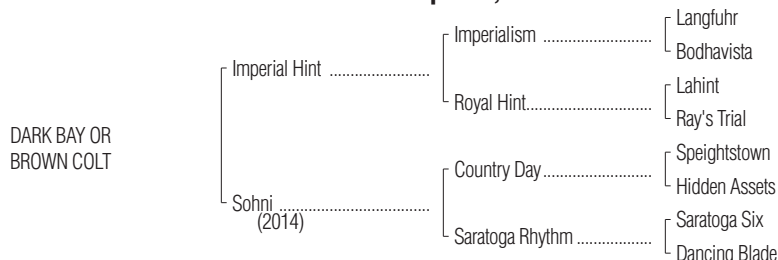 DARK BAY OR
BROWN COLT
Imperial Hint ........................
Sohni ....................................
(2014)
Imperialism .........................
Royal Hint.............................
Country Day.........................
Saratoga Rhythm ..................
Langfuhr
Bodhavista
Lahint
Ray's Trial
Speightstown
Hidden Assets
Saratoga Six
Dancing Blade